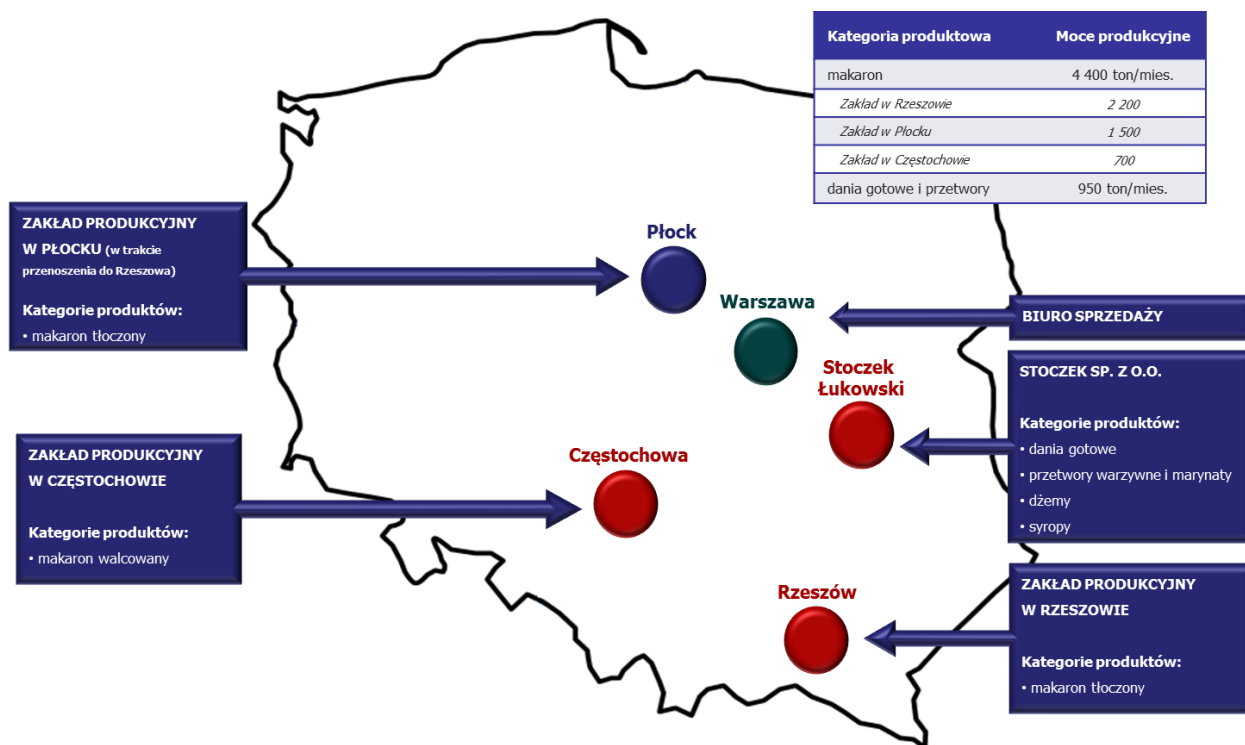 Kategoria produktowa Moce produkcyjne
makaron 4 400 ton/mies.
Zakład w Rzeszowie 2 200
Zakład w Płocku 1 500
Zakład w Częstochowie 700
dania gotowe i przetwory 950 ton/mies.
ZAKŁAD PRODUKCYJNY
W PŁOCKU (w trakcie
przenoszenia do Rzeszowa)
Kategorie produktów:
• makaron tłoczony
Płock
Warszawa
BIURO SPRZEDAŻY
Stoczek
Łukowski
STOCZEK SP. Z O.O.
Kategorie produktów:
• dania gotowe
• przetwory warzywne i marynaty
• dżemy
• syropy
ZAKŁAD PRODUKCYJNY
W CZĘSTOCHOWIE
Kategorie produktów:
• makaron walcowany
Częstochowa
Rzeszów
ZAKŁAD PRODUKCYJNY
W RZESZOWIE
Kategorie produktów:
• makaron tłoczony